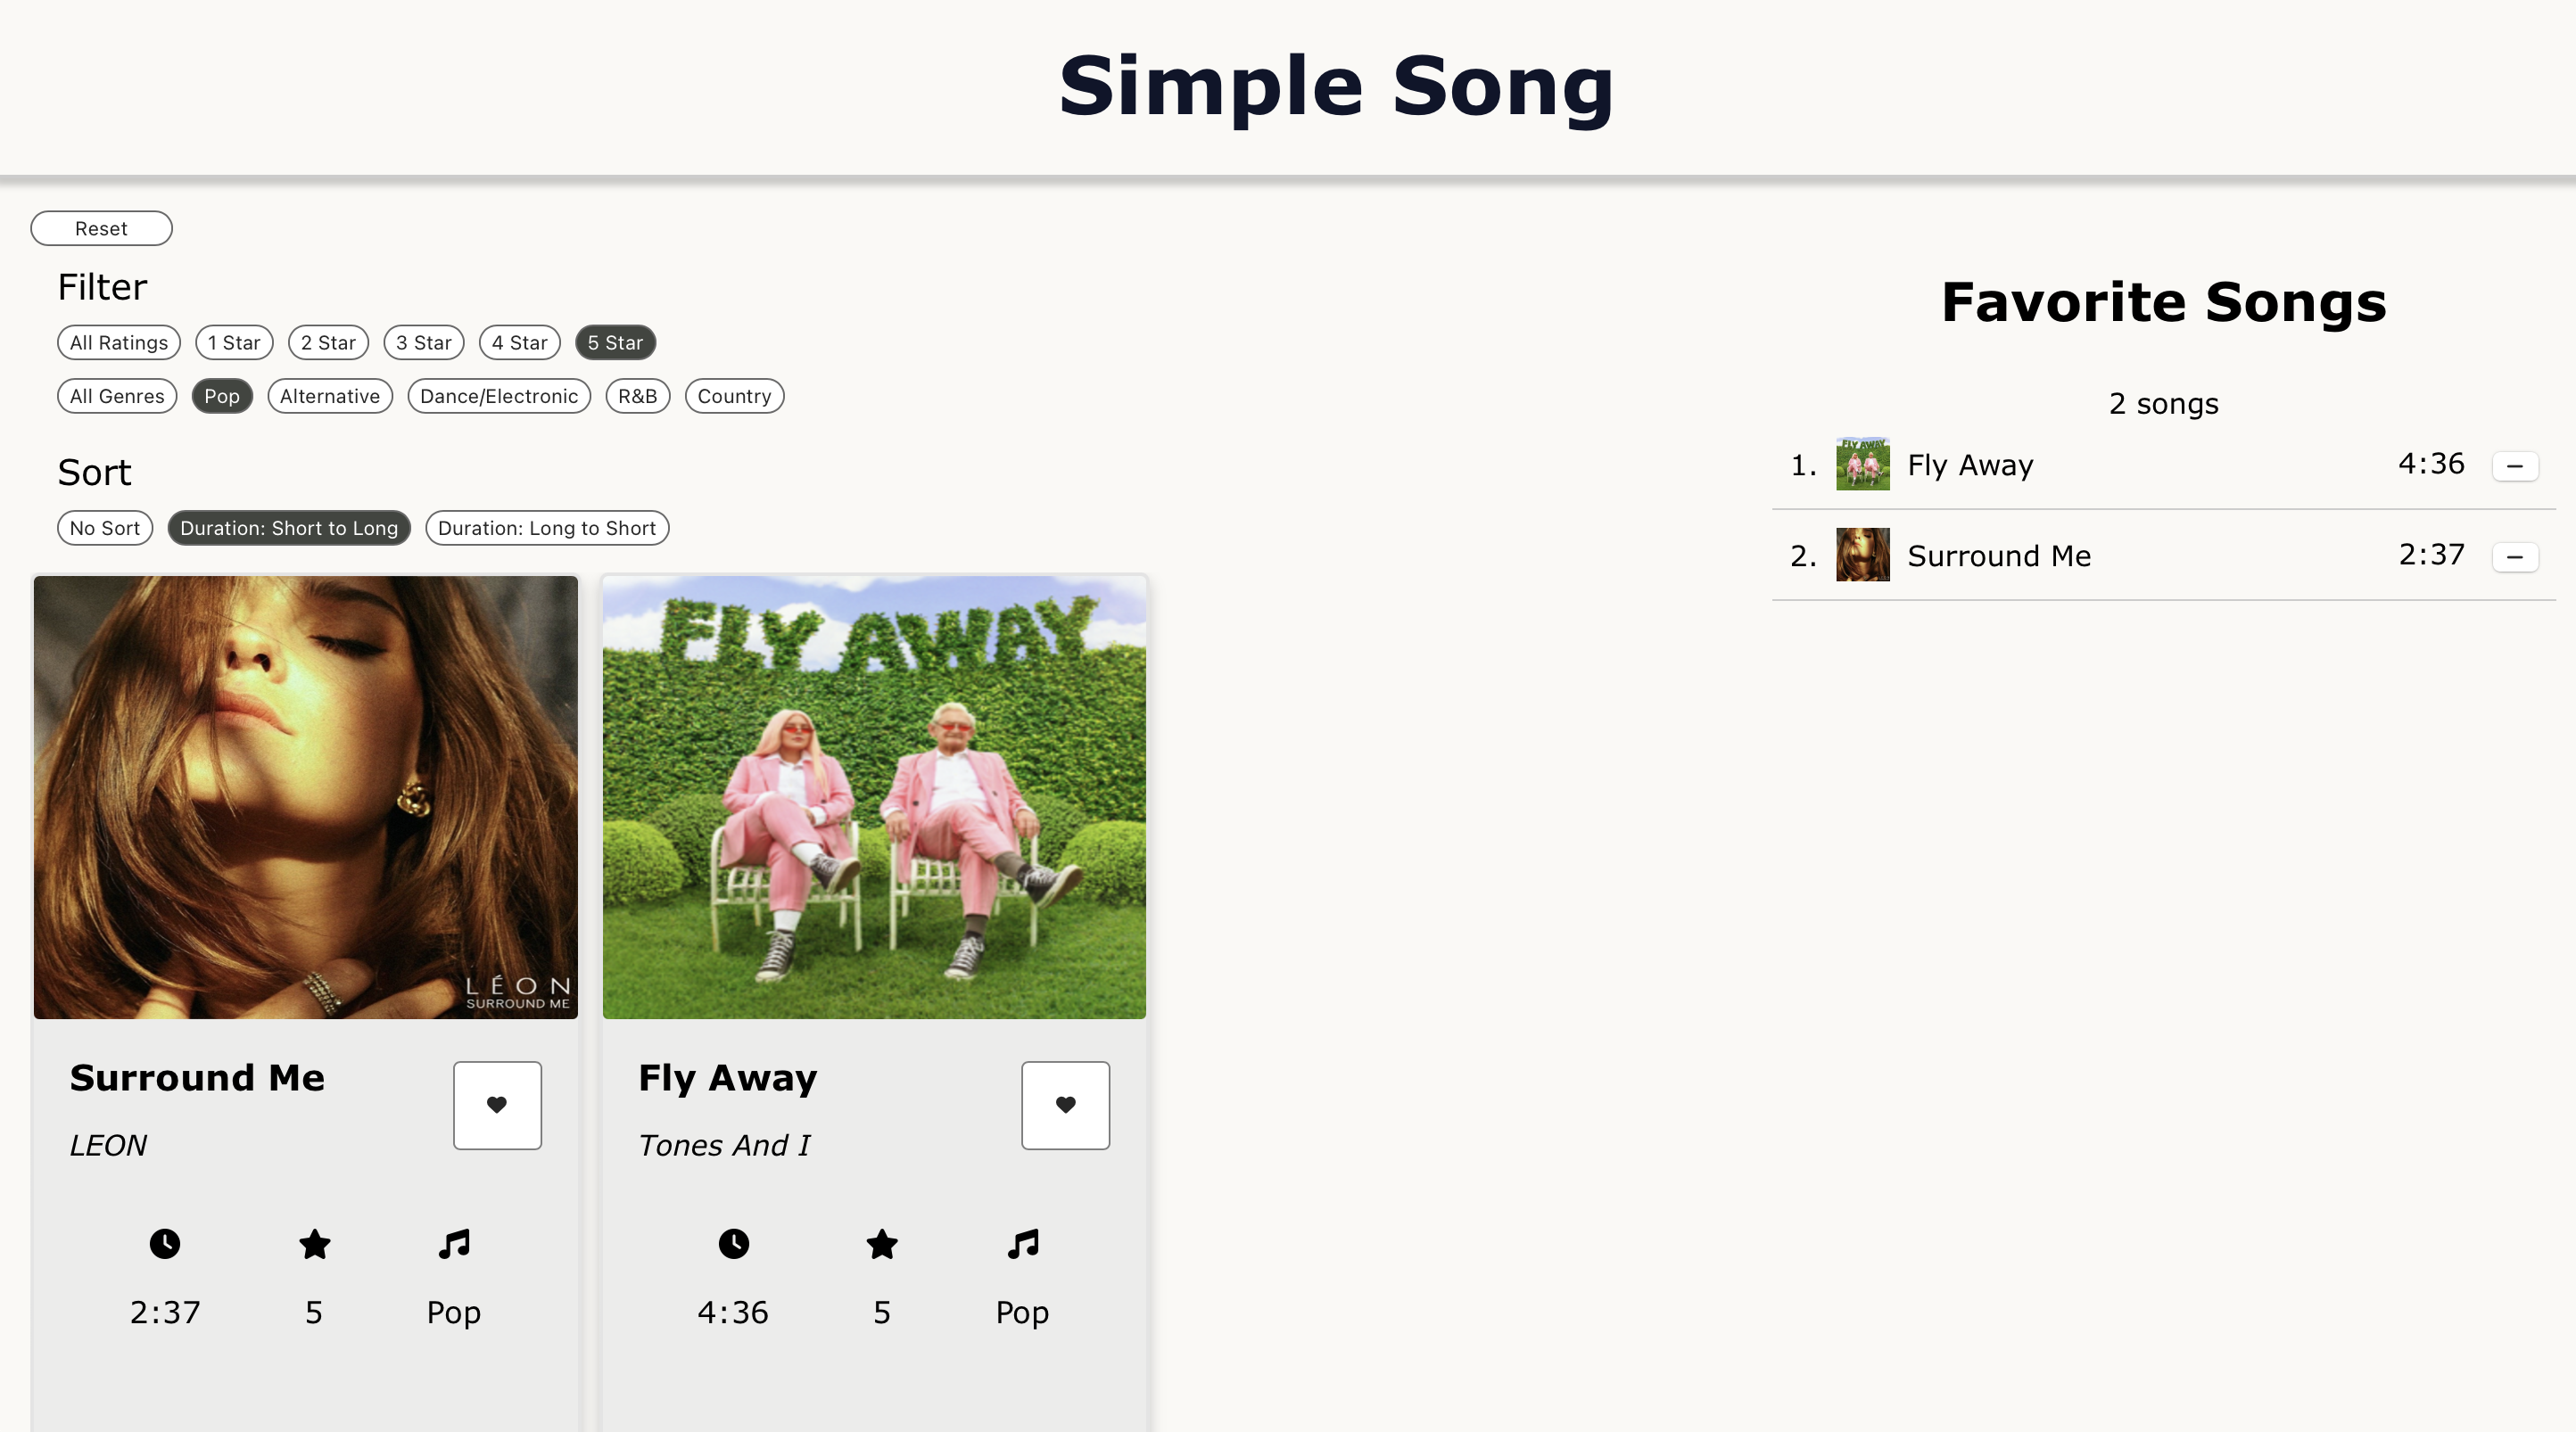 Simple Song
Reset
Filter
All Ratings 1 Star 2 Star 3 Star 4 Star 5 Star
All Genres Pop Alternative Dance/Electronic R&B Country
Sort
No Sort Duration: Short to Long Duration: Long to Short
LÉON
SURROUND ME
Surround Me
LEON
2:37 5 Pop
FLY AWAY
Fly Away
Tones And I
4:36 5 Pop
Favorite Songs
2 songs
1. FLY AWAY Fly Away 4:36 –
2. Surround Me 2:37 –